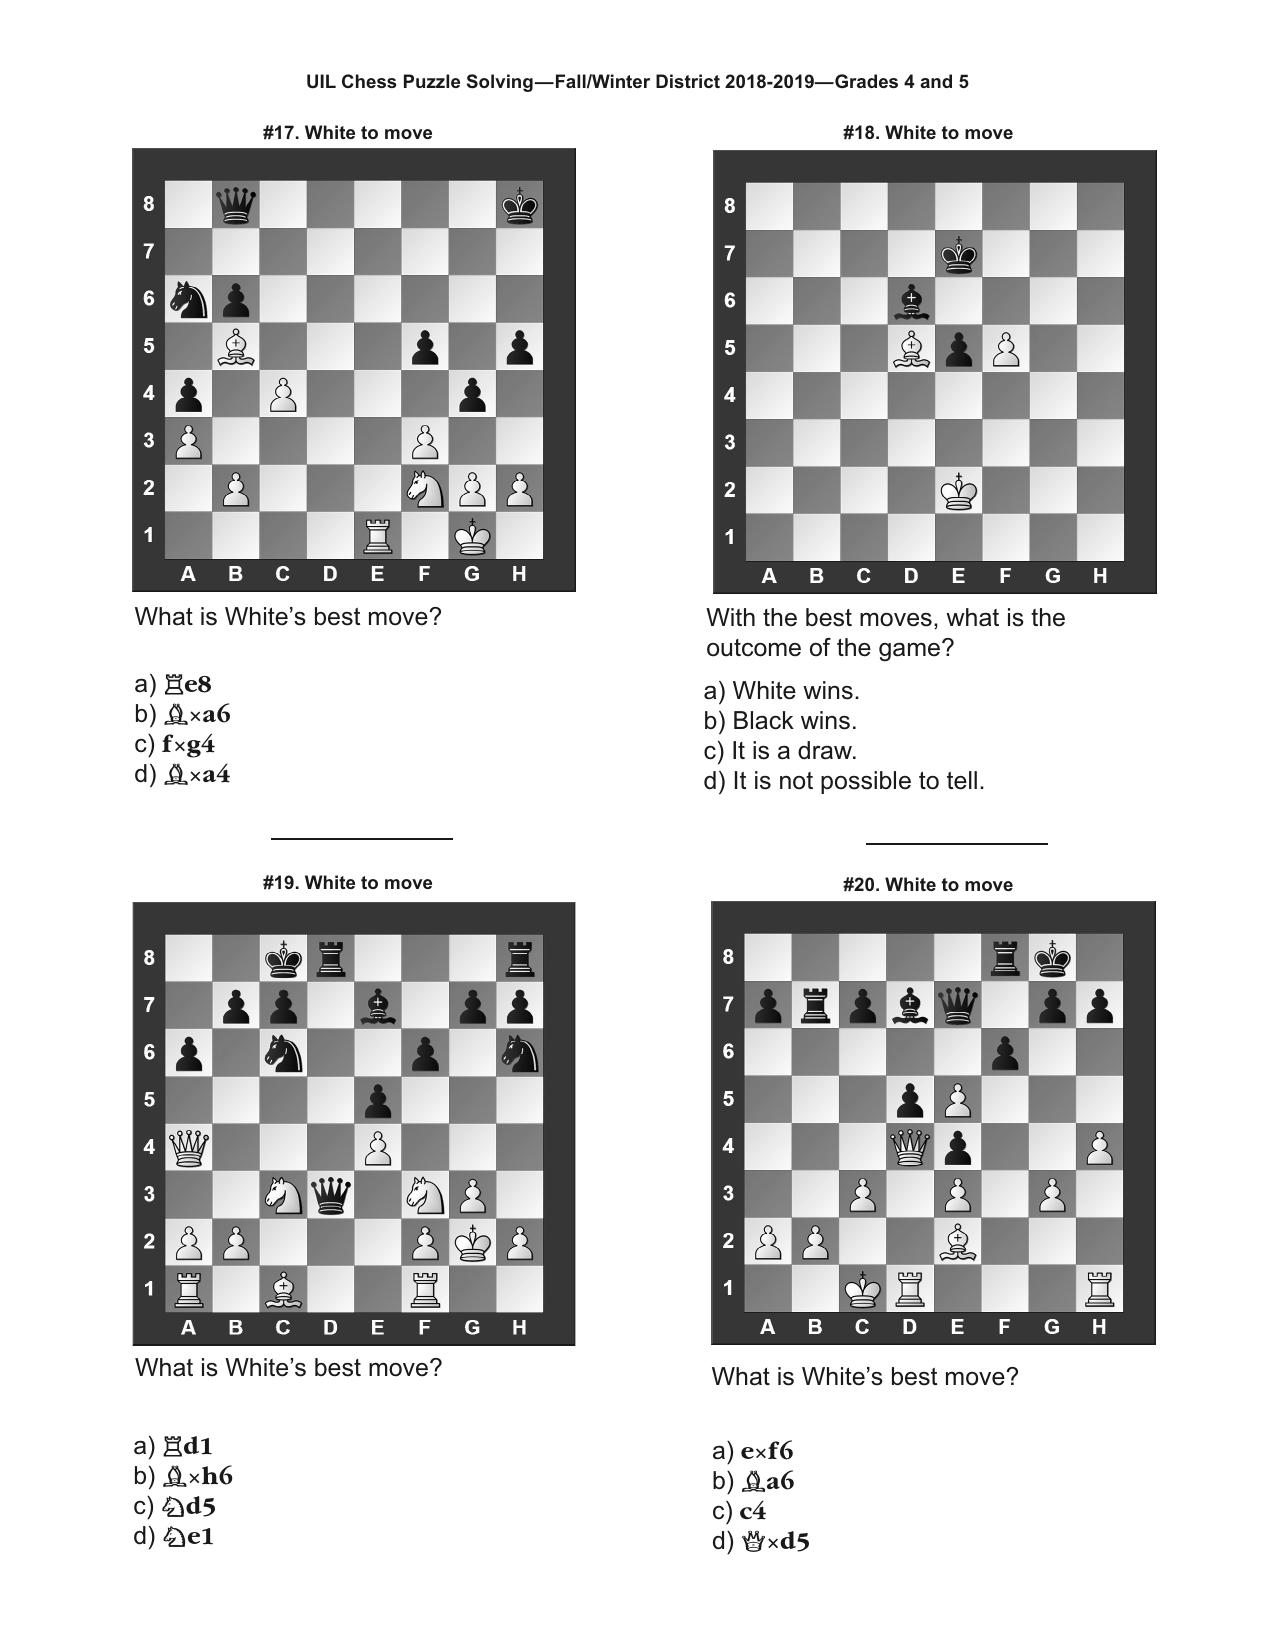 UIL Chess Puzzle Solving—Fall/Winter District 2018-2019—Grades 4 and 5
#17. White to move
8
7
6
5
4
3
2
1
A B C D E F G H
What is White’s best move?
a) ♖e8
b) ♗×a6
c) f×g4
d) ♗×a4
#18. White to move
8
7
6
5
4
3
2
1
A B C D E F G H
With the best moves, what is the
outcome of the game?
a) White wins.
b) Black wins.
c) It is a draw.
d) It is not possible to tell.
#19. White to move
8
7
6
5
4
3
2
1
A B C D E F G H
What is White’s best move?
a) ♖d1
b) ♗×h6
c) ♘d5
d) ♘e1
#20. White to move
8
7
6
5
4
3
2
1
A B C D E F G H
What is White’s best move?
a) e×f6
b) ♗a6
c) c4
d) ♕×d5